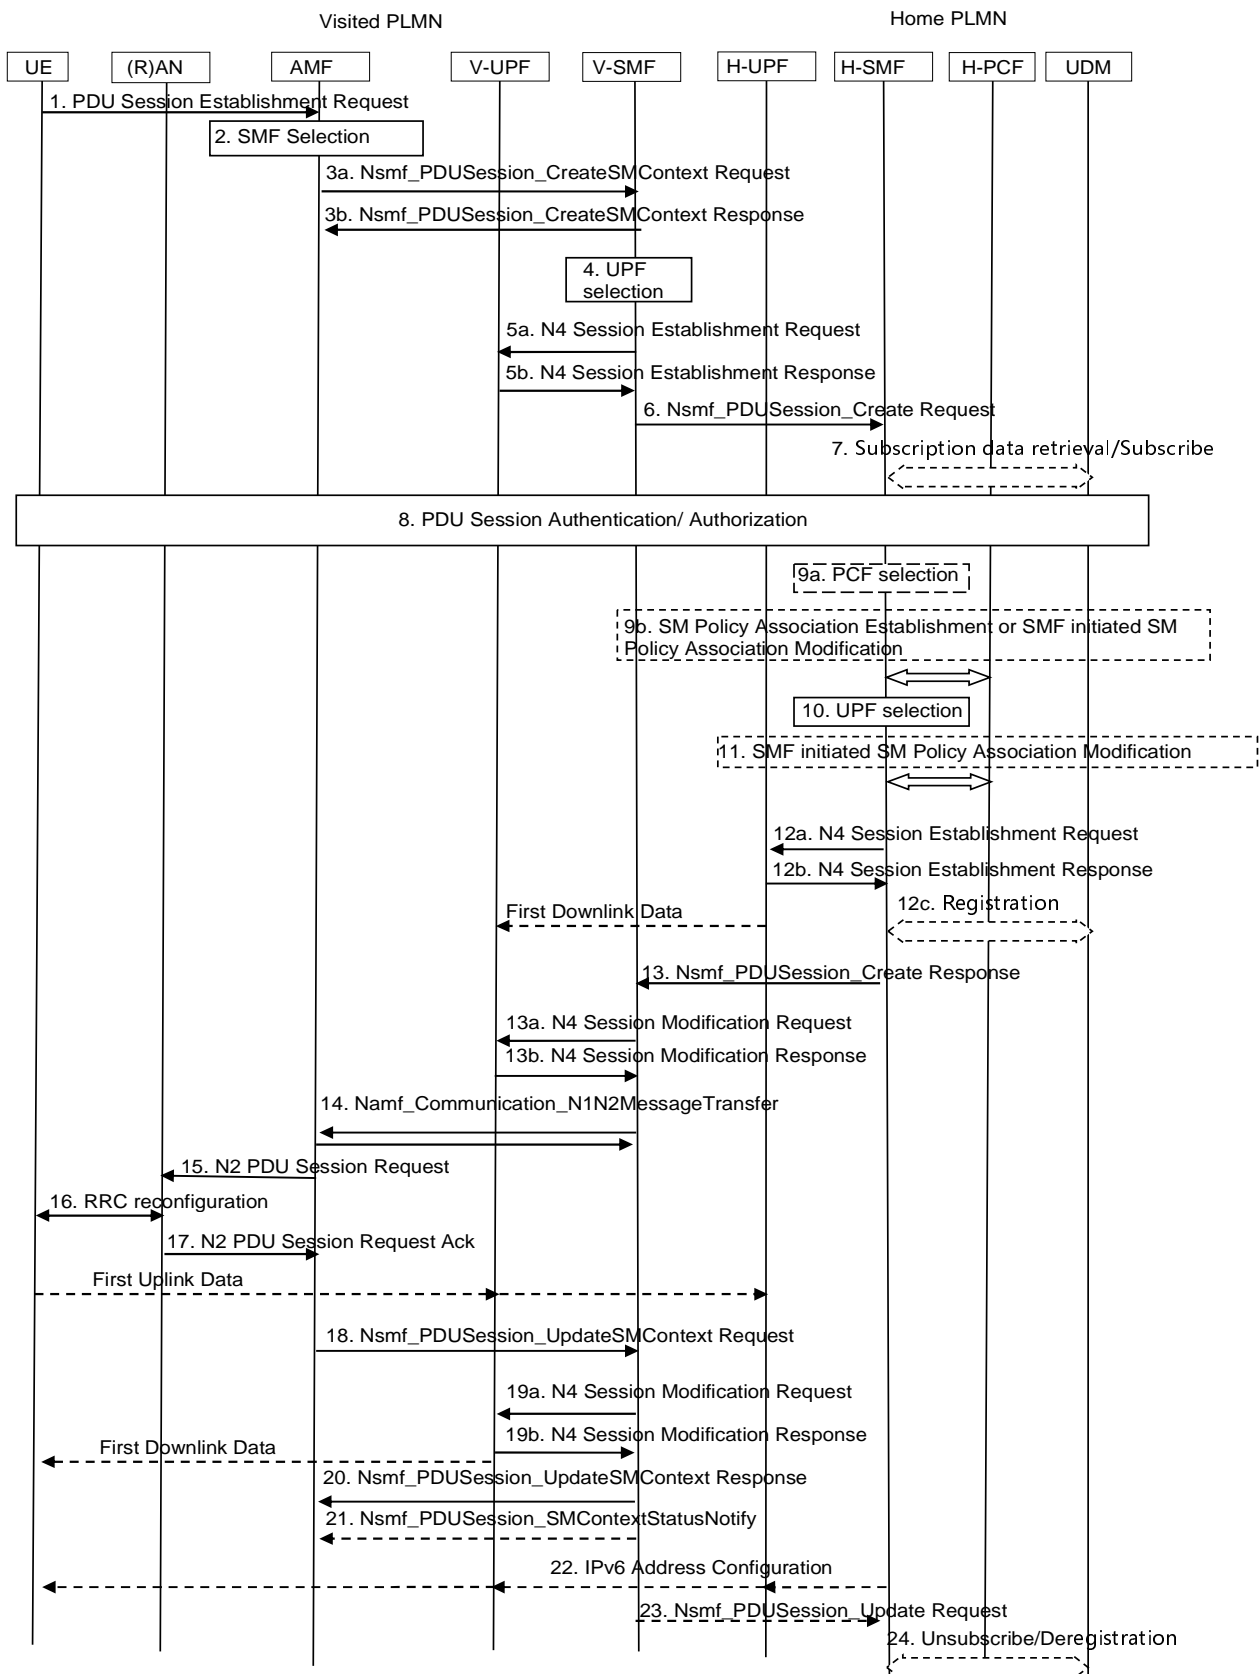 Visited PLMN
Home PLMN
UE
(R)AN
AMF
V-UPF
V-SMF
H-UPF
H-SMF
H-PCF
UDM
1. PDU Session Establishment Request
2. SMF Selection
3a. Nsmf_PDUSession_CreateSMContext Request
3b. Nsmf_PDUSession_CreateSMContext Response
4. UPF
selection
5a. N4 Session Establishment Request
5b. N4 Session Establishment Response
6. Nsmf_PDUSession_Create Request
7. Subscription data retrieval/Subscribe
8. PDU Session Authentication/ Authorization
9a. PCF selection
9b. SM Policy Association Establishment or SMF initiated SM
Policy Association Modification
10. UPF selection
11. SMF initiated SM Policy Association Modification
12a. N4 Session Establishment Request
12b. N4 Session Establishment Response
12c. Registration
First Downlink Data
13. Nsmf_PDUSession_Create Response
13a. N4 Session Modification Request
13b. N4 Session Modification Response
14. Namf_Communication_N1N2MessageTransfer
15. N2 PDU Session Request
16. RRC reconfiguration
17. N2 PDU Session Request Ack
First Uplink Data
18. Nsmf_PDUSession_UpdateSMContext Request
19a. N4 Session Modification Request
19b. N4 Session Modification Response
First Downlink Data
20. Nsmf_PDUSession_UpdateSMContext Response
21. Nsmf_PDUSession_SMContextStatusNotify
22. IPv6 Address Configuration
23. Nsmf_PDUSession_Update Request
24. Unsubscribe/Deregistration